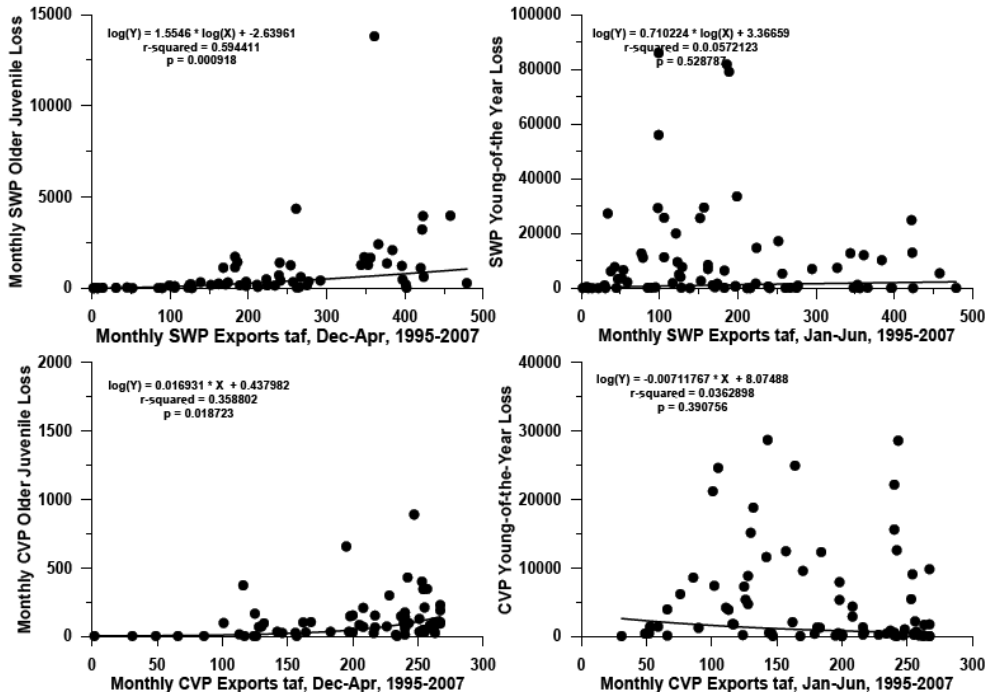 log(Y) = 1.5546 * log(X) + -2.63961
r-squared = 0.594411
p = 0.000918
15000
10000
5000
0
Monthly SWP Older Juvenile Loss
0 100 200 300 400 500
Monthly SWP Exports taf, Dec-Apr, 1995-2007
log(Y) = 0.710224 * log(X) + 3.36659
r-squared = 0.0.0572123
p = 0.528787
100000
80000
60000
40000
20000
0
SWP Young-of-the Year Loss
0 100 200 300 400 500
Monthly SWP Exports taf, Jan-Jun, 1995-2007
log(Y) = 0.016931 * X + 0.437982
r-squared = 0.358802
p = 0.018723
2000
1500
1000
500
0
Monthly CVP Older Juvenile Loss
0 50 100 150 200 250 300
Monthly CVP Exports taf, Dec-Apr, 1995-2007
log(Y) = -0.00711767 * X + 8.07488
r-squared = 0.0362898
p = 0.390756
40000
30000
20000
10000
0
CVP Young-of-the-Year Loss
0 50 100 150 200 250 300
Monthly CVP Exports taf, Jan-Jun, 1995-2007